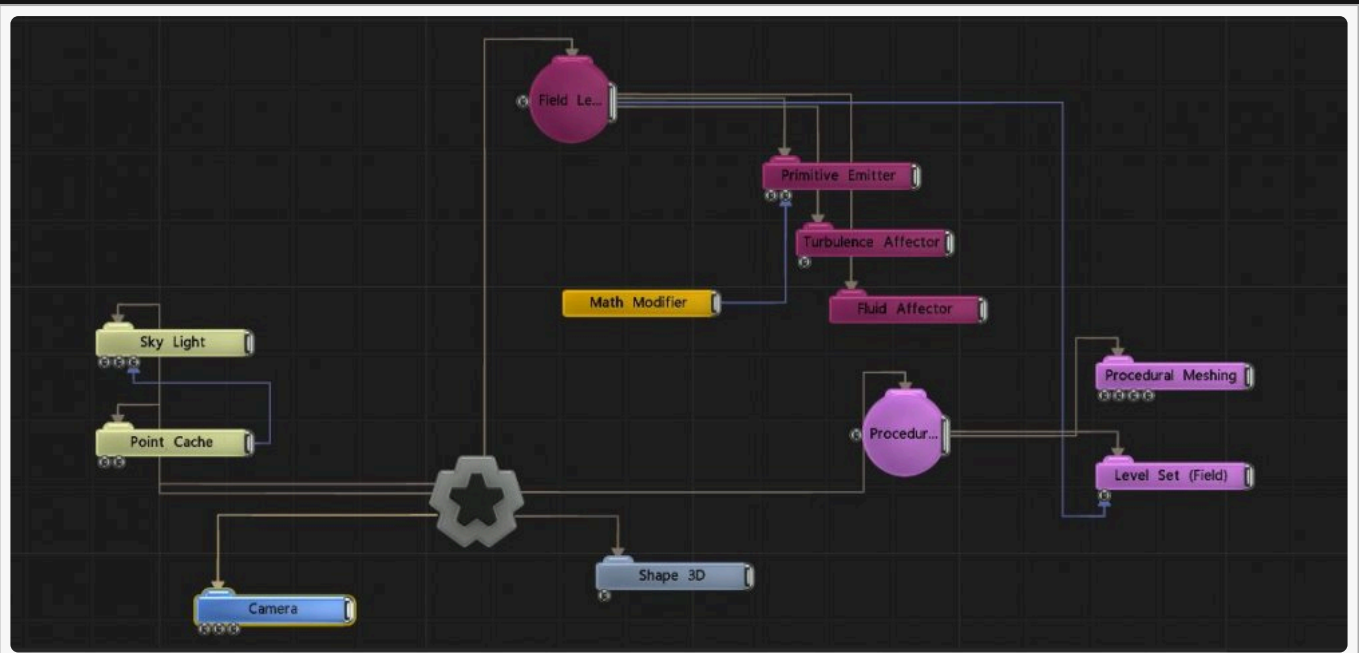 Field Le...
Primitive Emitter
Turbulence Affector
Math Modifier
Fluid Affector
Sky Light
Procedural Meshing
Procedur...
Point Cache
Level Set (Field)
Shape 3D
Camera